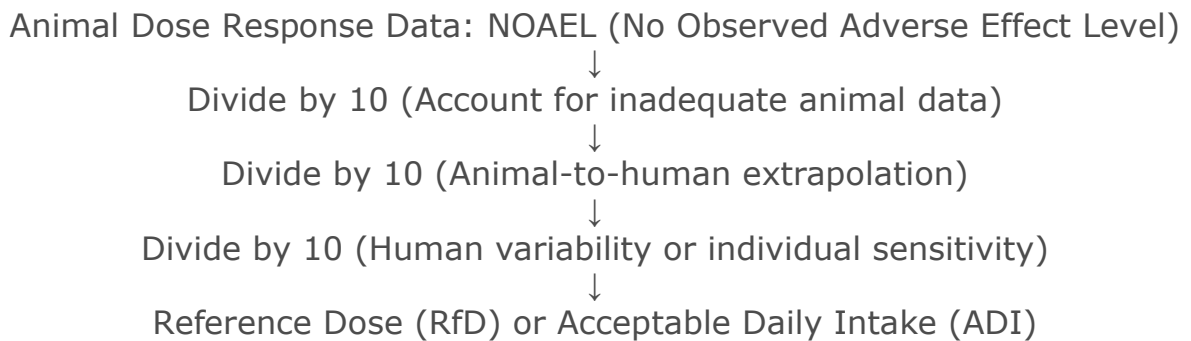 Animal Dose Response Data: NOAEL (No Observed Adverse Effect Level)
↓
Divide by 10 (Account for inadequate animal data)
↓
Divide by 10 (Animal-to-human extrapolation)
↓
Divide by 10 (Human variability or individual sensitivity)
↓
Reference Dose (RfD) or Acceptable Daily Intake (ADI)